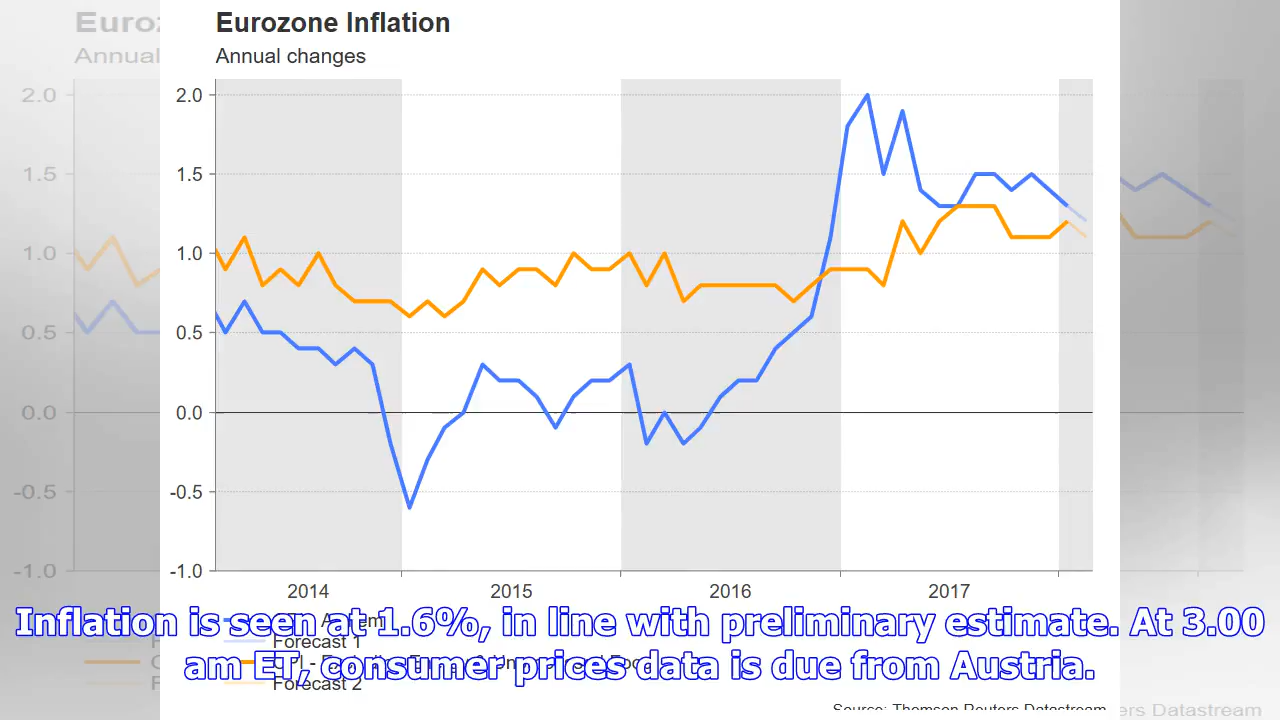 Eurozone Inflation
Annual changes
2.0
1.5
1.0
0.5
0.0
-0.5
-1.0
2014 2015 2016 2017
Inflation is seen at 1.6%, in line with preliminary estimate. At 3.00
am ET, consumer prices data is due from Austria.
Forecast 1
Forecast 2
Source: Thomson Reuters Datastream